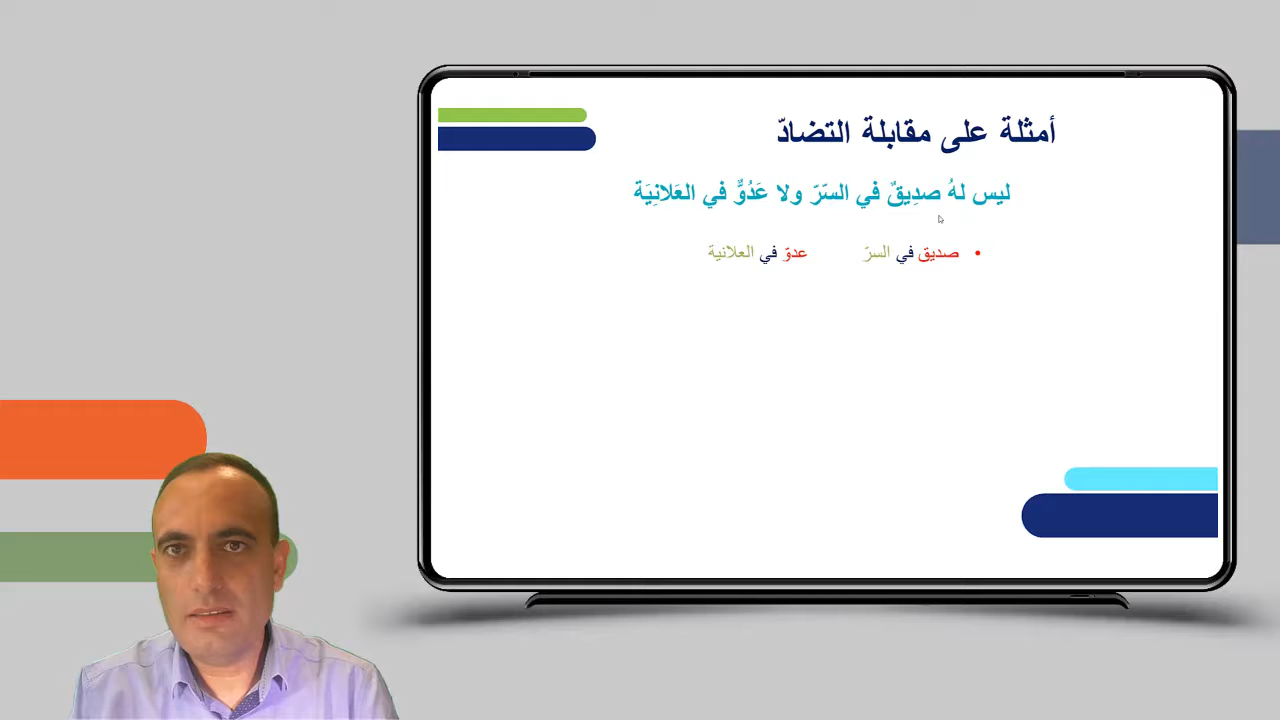 أمثلة على مقابلة التضادّ
ليس لهُ صدِيقٌ في السّرّ ولا عَدُوٌّ في العَلانِيَة
• صديق في السرّ عدوّ في العلانية